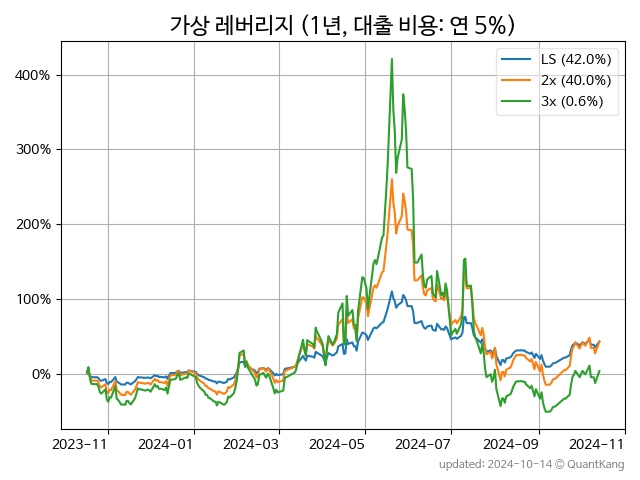 가상 레버리지 (1년, 대출 비용: 연 5%)
LS (42.0%)
2x (40.0%)
3x (0.6%)
400%
300%
200%
100%
0%
2023-11 2024-01 2024-03 2024-05 2024-07 2024-09 2024-11
updated: 2024-10-14 © QuantKang